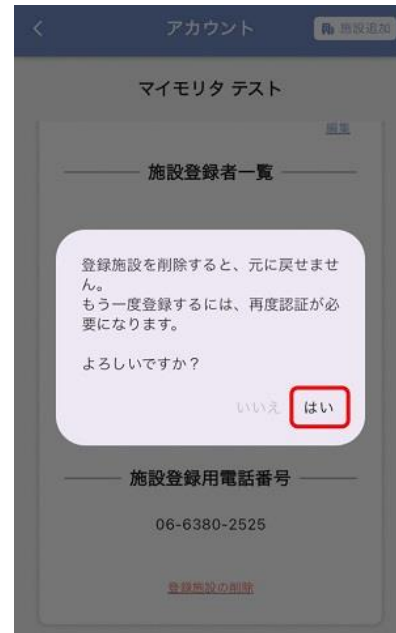 アカウント
施設追加
マイモリタ テスト
編集
施設登録者一覧
登録施設を削除すると、元に戻せませ
ん。
もう一度登録するには、再度認証が必
要になります。
よろしいですか？
いいえ はい
施設登録用電話番号
06-6380-2525
登録施設の削除